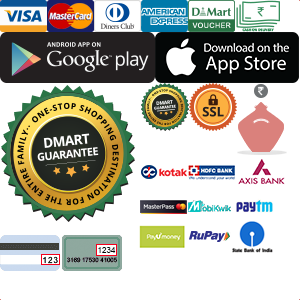 VISA
MasterCard
Diners Club
AMERICAN EXPRESS
DMart
VOUCHER
CASH ON DELIVERY
ANDROID APP ON
Google play
Download on the
App Store
ONE-STOP SHOPPING DESTINATION FOR THE ENTIRE FAMILY..
DMART
GUARANTEE
DMART
GUARANTEE
SSL
₹
kotak
HDFC BANK
AXIS BANK
MasterPass
MobiKwik
paytm
PayUmoney
RuPay
State Bank of India
123
1234
3169 17530 41005